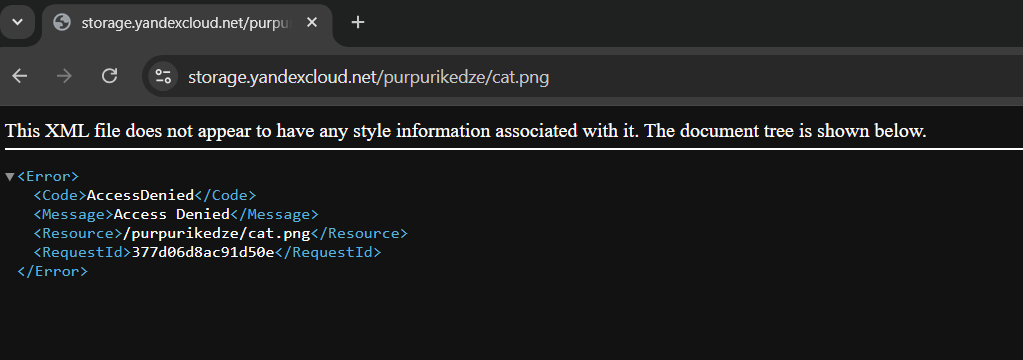 storage.yandexcloud.net/purpu
storage.yandexcloud.net/purpurikedze/cat.png
This XML file does not appear to have any style information associated with it. The document tree is shown below.
<Error>
<Code>AccessDenied</Code>
<Message>Access Denied</Message>
<Resource>/purpurikedze/cat.png</Resource>
<RequestId>377d06d8ac91d50e</RequestId>
</Error>